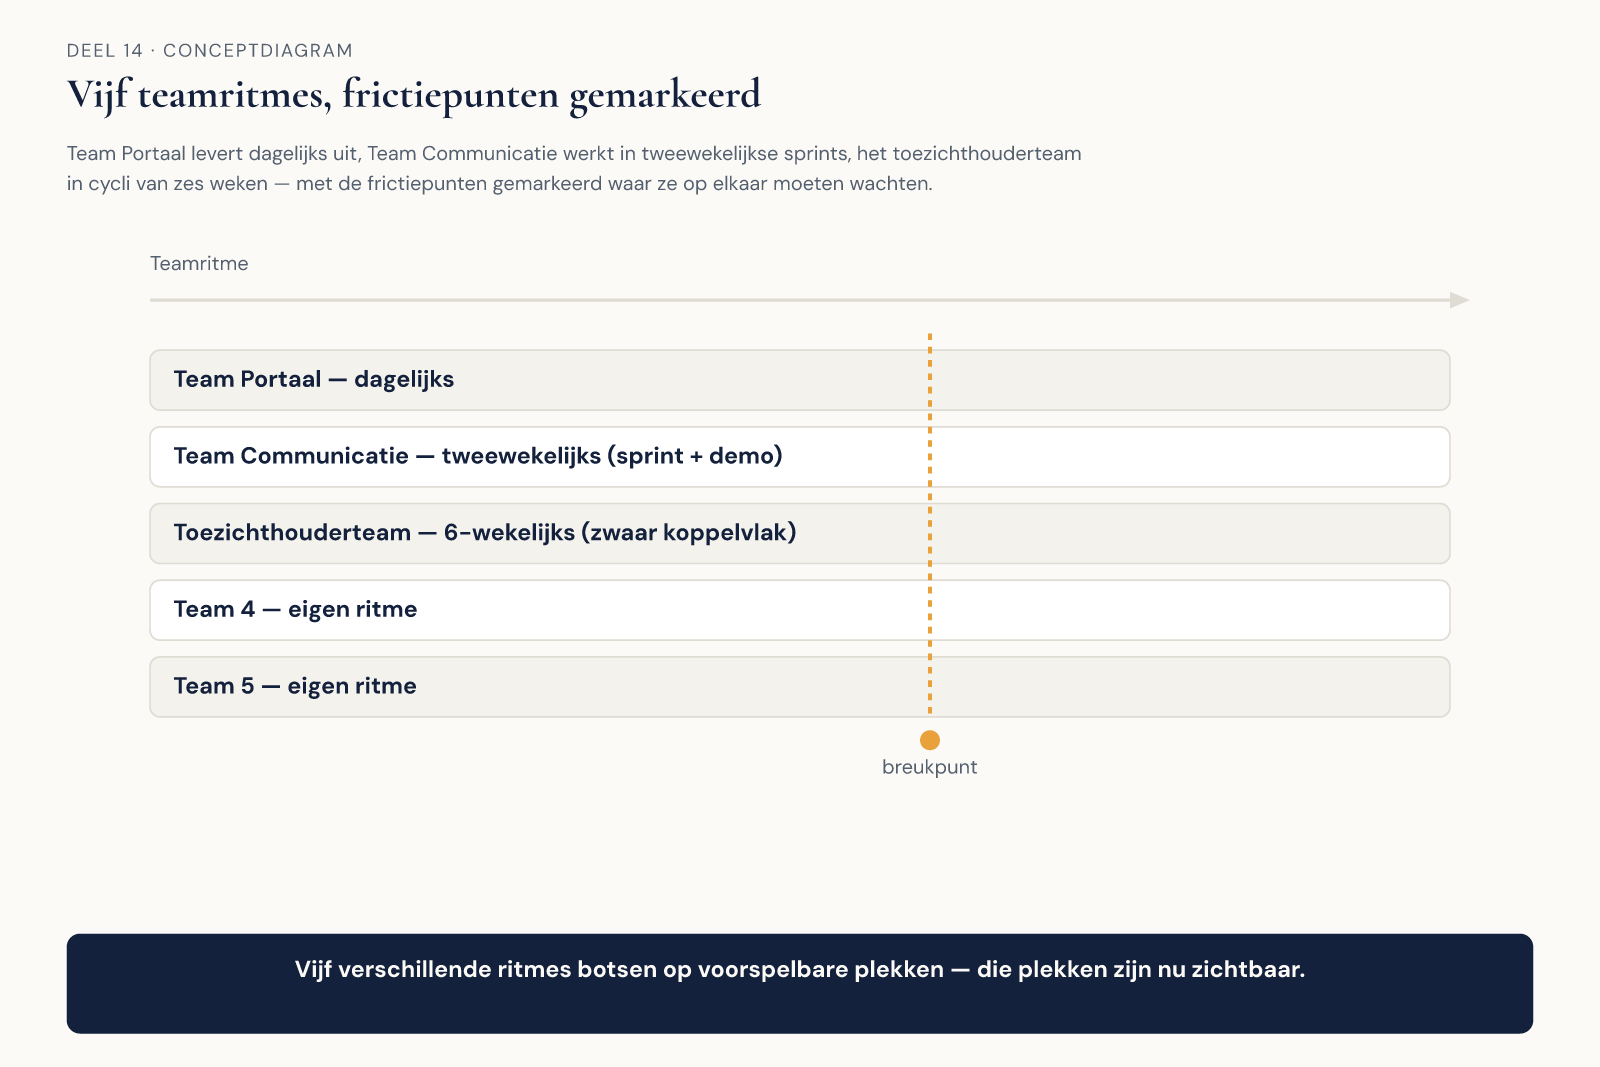 DEEL 14 · CONCEPTDIAGRAM
Vijf teamritmes, frictiepunten gemarkeerd
Team Portaal levert dagelijks uit, Team Communicatie werkt in tweewekelijkse sprints, het toezichthouderteam
in cycli van zes weken — met de frictiepunten gemarkeerd waar ze op elkaar moeten wachten.
Teamritme
Team Portaal — dagelijks
Team Communicatie — tweewekelijks (sprint + demo)
Toezichthouderteam — 6-wekelijks (zwaar koppelvlak)
Team 4 — eigen ritme
Team 5 — eigen ritme
breukpunt
Vijf verschillende ritmes botsen op voorspelbare plekken — die plekken zijn nu zichtbaar.